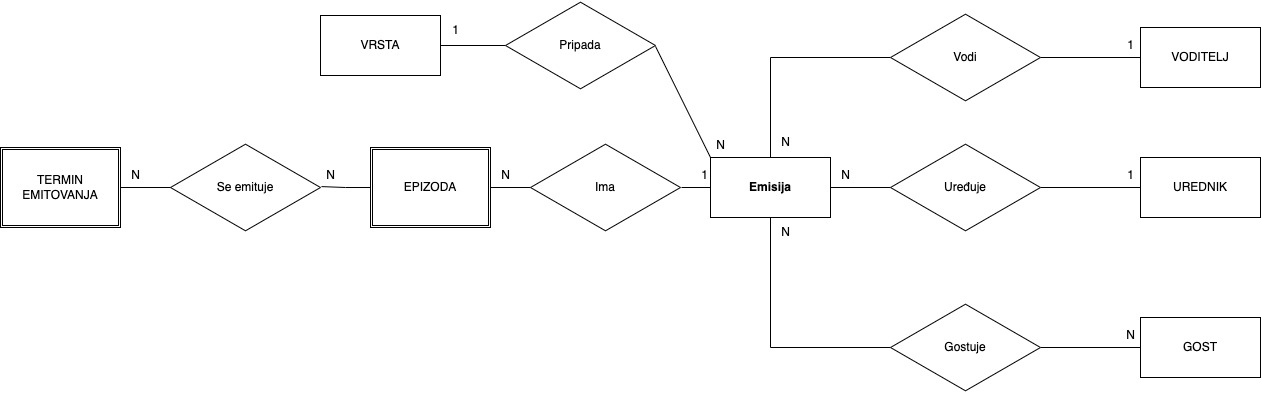 VRSTA
1
Pripada
N
Vodi
1
VODITELJ
N
TERMIN
EMITOVANJA
N
Se emituje
N
EPIZODA
N
Ima
1
Emisija
N
Uređuje
1
UREDNIK
N
Gostuje
N
GOST